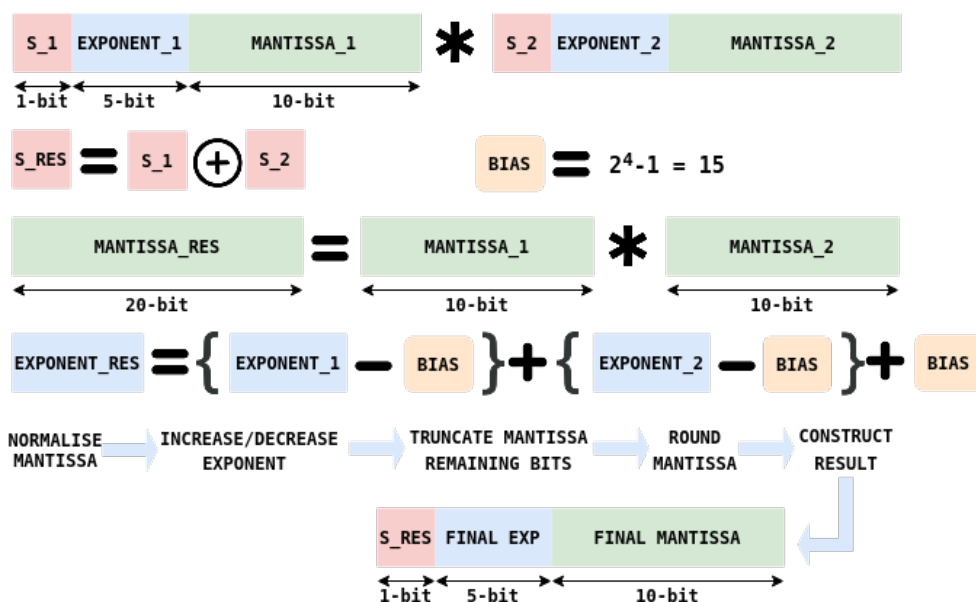 S_1 EXPONENT_1 MANTISSA_1 * S_2 EXPONENT_2 MANTISSA_2
1-bit 5-bit 10-bit
S_RES = S_1 + S_2 BIAS = 2⁴-1 = 15
MANTISSA_RES = MANTISSA_1 * MANTISSA_2
20-bit 10-bit 10-bit
EXPONENT_RES = { EXPONENT_1 - BIAS } + { EXPONENT_2 - BIAS } + BIAS
NORMALISE
MANTISSA
INCREASE/DECREASE
EXPONENT
TRUNCATE MANTISSA
REMAINING BITS
ROUND
MANTISSA
CONSTRUCT
RESULT
S_RES FINAL EXP FINAL MANTISSA
1-bit 5-bit 10-bit